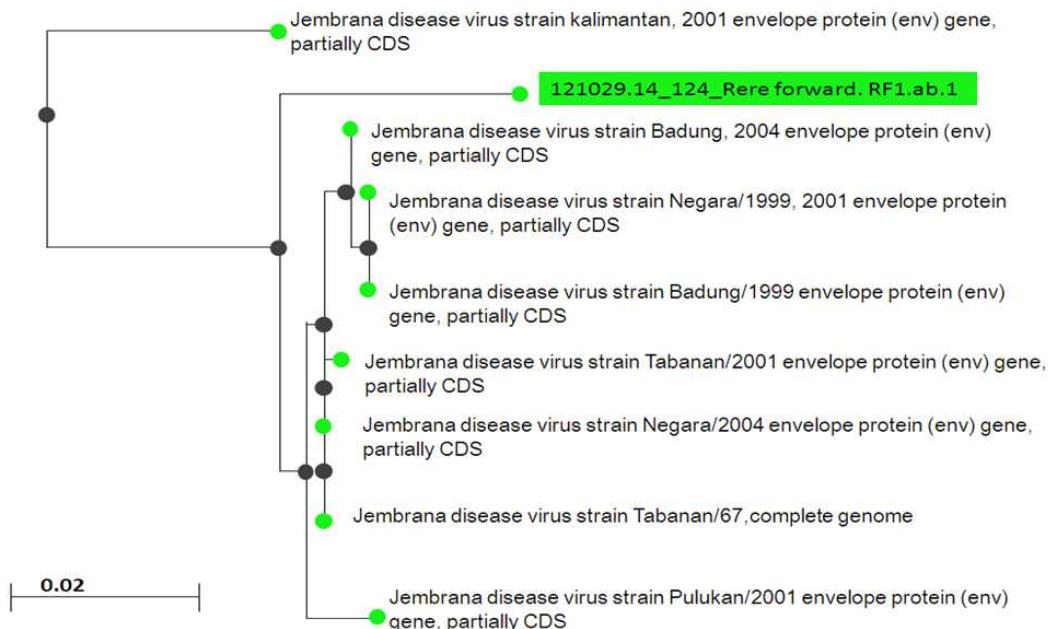 Jembrana disease virus strain kalimantan, 2001 envelope protein (env) gene,
partially CDS
121029.14_124_Rere forward. RF1.ab.1
Jembrana disease virus strain Badung, 2004 envelope protein (env)
gene, partially CDS
Jembrana disease virus strain Negara/1999, 2001 envelope protein
(env) gene, partially CDS
Jembrana disease virus strain Badung/1999 envelope protein (env)
gene, partially CDS
Jembrana disease virus strain Tabanan/2001 envelope protein (env) gene,
partially CDS
Jembrana disease virus strain Negara/2004 envelope protein (env) gene,
partially CDS
Jembrana disease virus strain Tabanan/67,complete genome
0.02
Jembrana disease virus strain Pulukan/2001 envelope protein (env)
gene, partially CDS